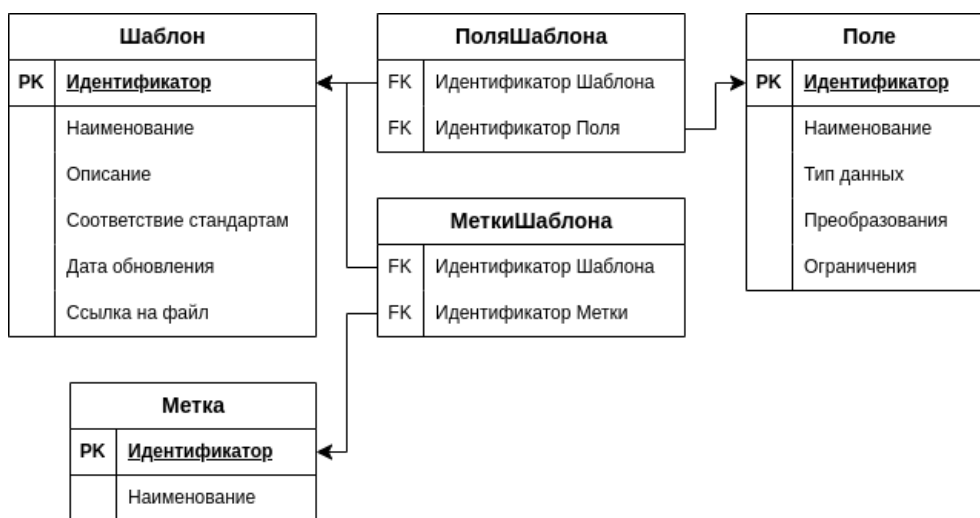 Шаблон
PK Идентификатор
Наименование
Описание
Соответствие стандартам
Дата обновления
Ссылка на файл
ПоляШаблона
FK Идентификатор Шаблона
FK Идентификатор Поля
Поле
PK Идентификатор
Наименование
Тип данных
Преобразования
Ограничения
МеткиШаблона
FK Идентификатор Шаблона
FK Идентификатор Метки
Метка
PK Идентификатор
Наименование